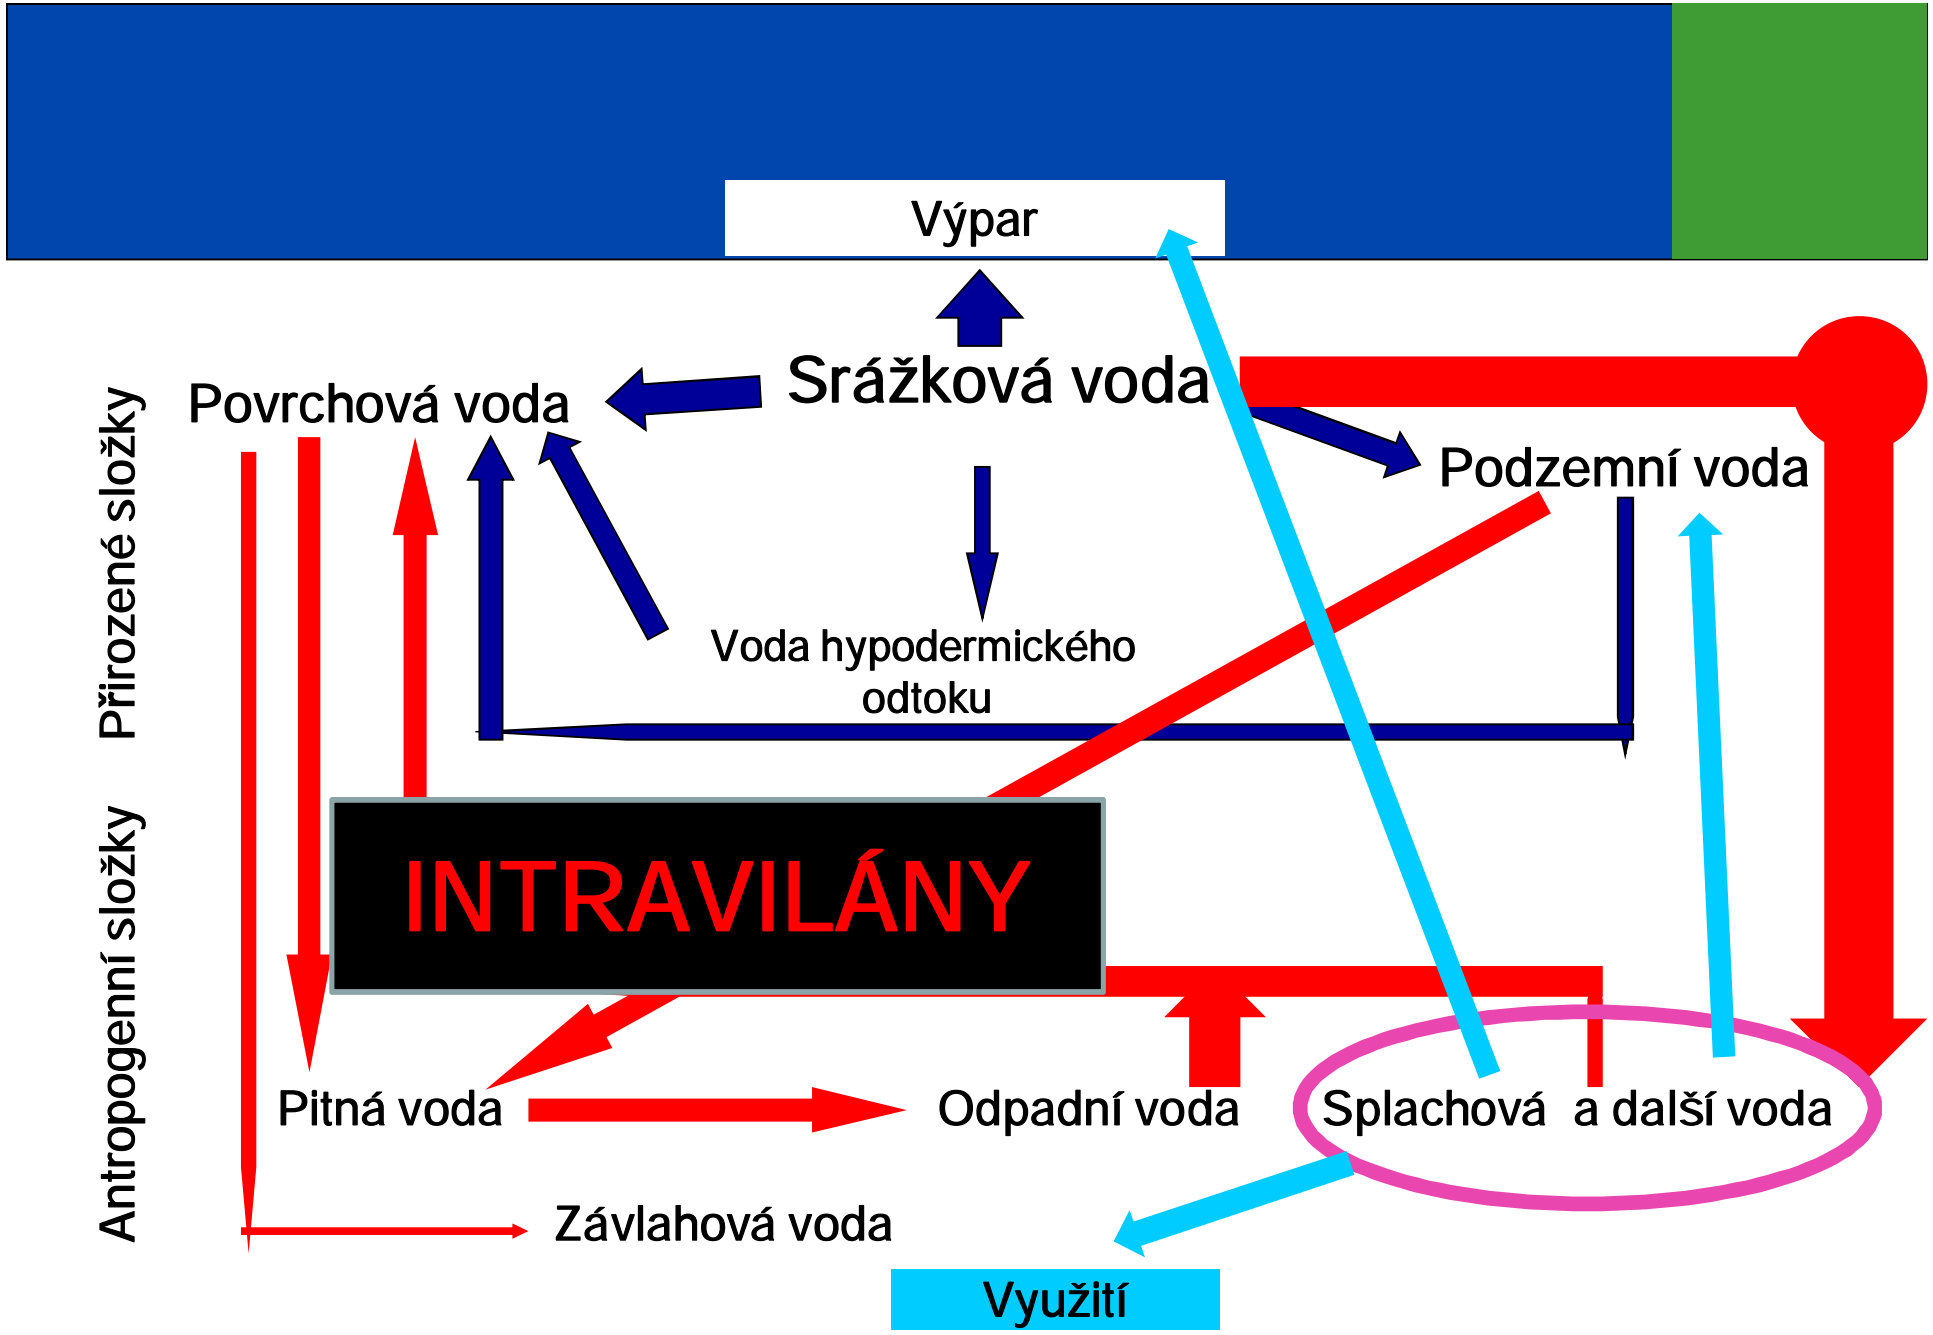 Výpar
Srážková voda
Povrchová voda
Podzemní voda
Přirozené složky
Voda hypodermického
odtoku
Antropogenní složky
INTRAVILÁNY
Pitná voda
Odpadní voda
Splachová a další voda
Závlahová voda
Využití